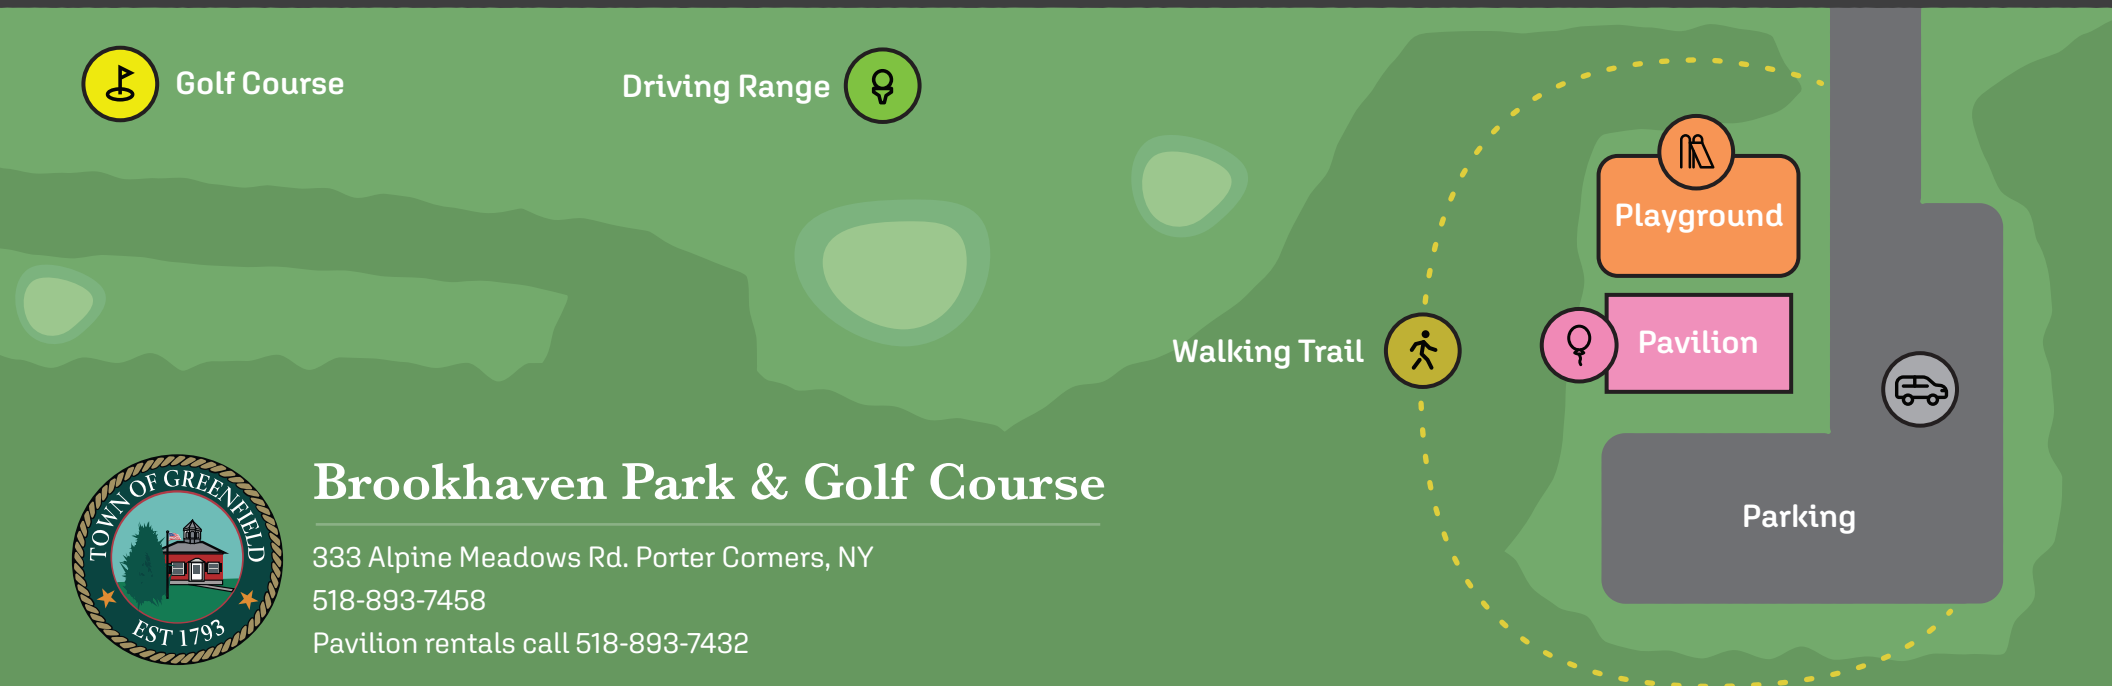 Golf Course
Driving Range
Playground
Walking Trail
Pavilion
Parking
TOWN OF GREENFIELD
EST 1793
Brookhaven Park & Golf Course
333 Alpine Meadows Rd. Porter Corners, NY
518-893-7458
Pavilion rentals call 518-893-7432